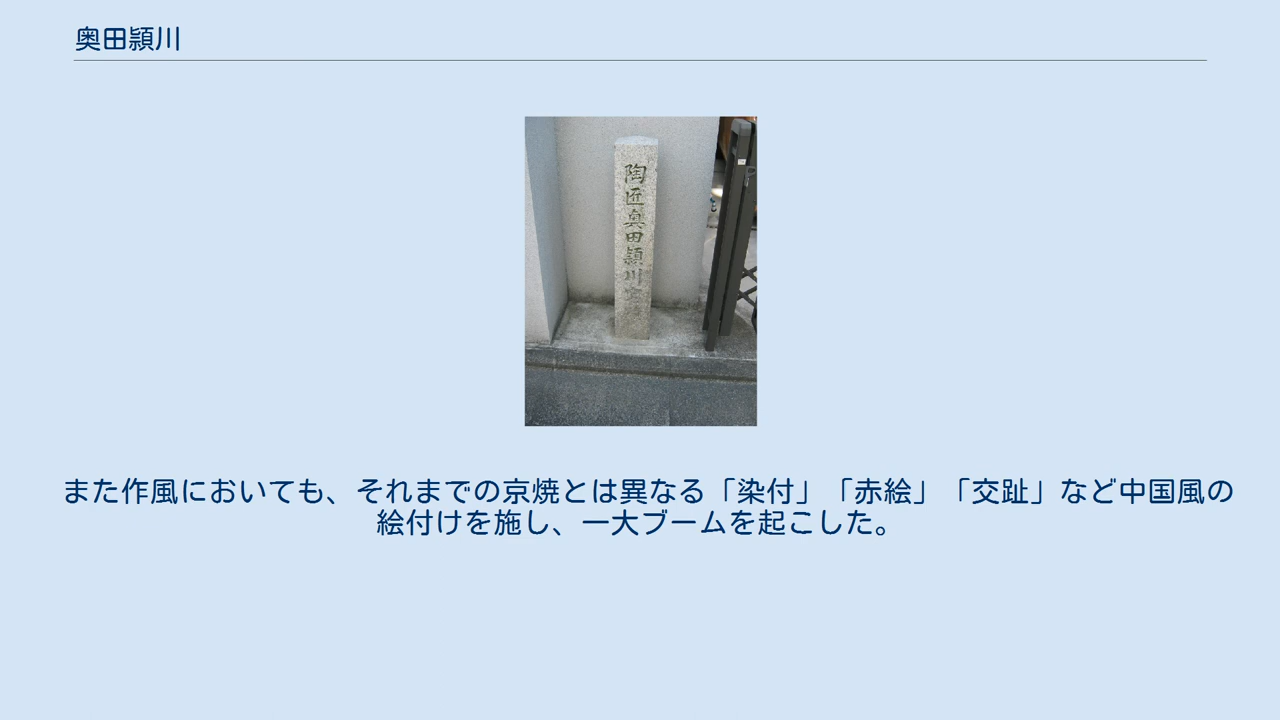 奥田頴川
陶匠奥田頴川宅
また作風においても、それまでの京焼とは異なる「染付」「赤絵」「交趾」など中国風の
絵付けを施し、一大ブームを起こした。